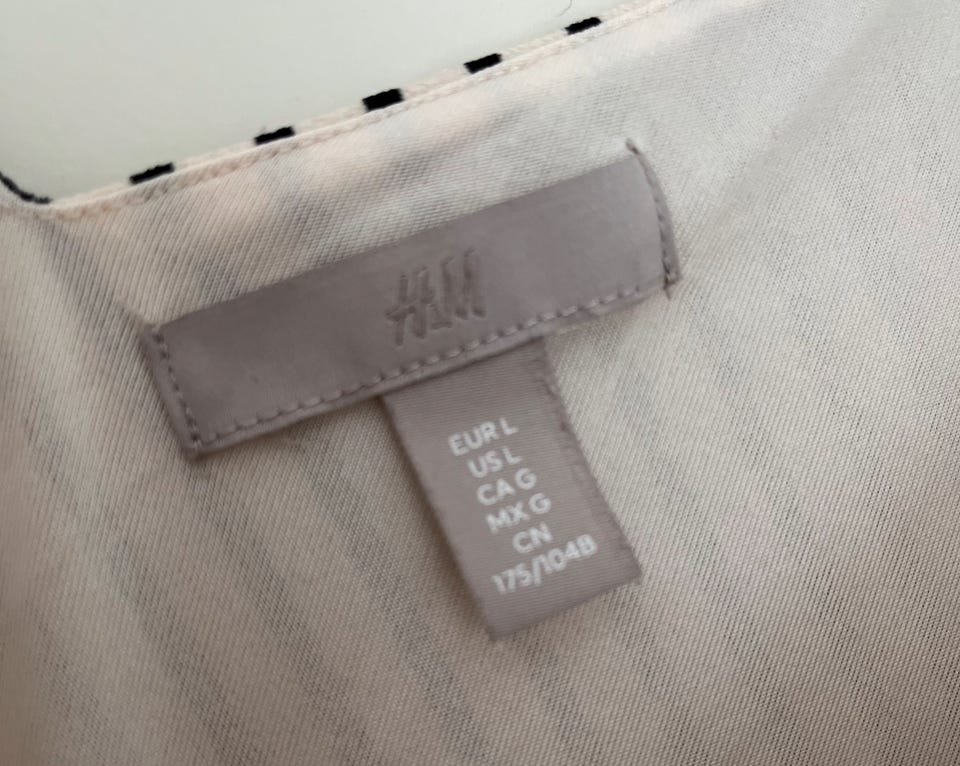 H&M
EUR L
US L
CA G
MX G
CN
175/104B